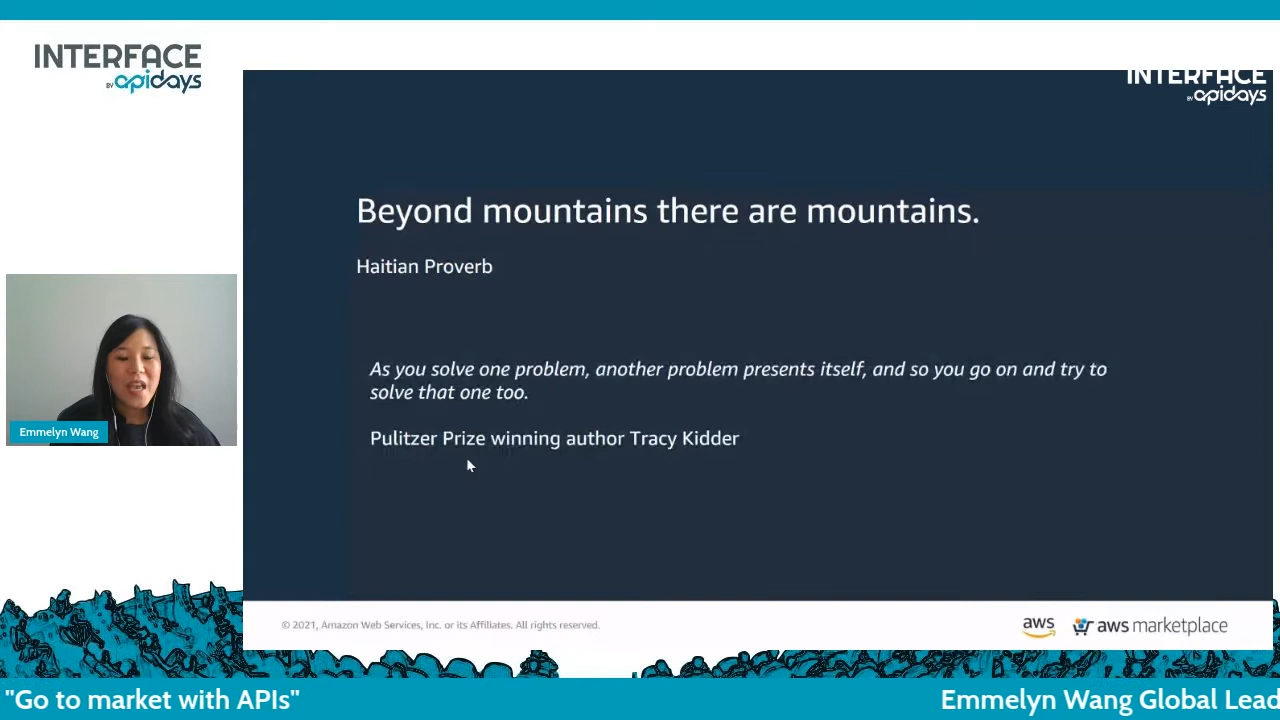 INTERFACE
BY apidays
INTERFACE
BY apidays
Beyond mountains there are mountains.
Haitian Proverb
As you solve one problem, another problem presents itself, and so you go on and try to
solve that one too.
Pulitzer Prize winning author Tracy Kidder
Emmelyn Wang
© 2021, Amazon Web Services, Inc. or its Affiliates. All rights reserved.
aws
aws marketplace
"Go to market with APIs"
Emmelyn Wang Global Lead